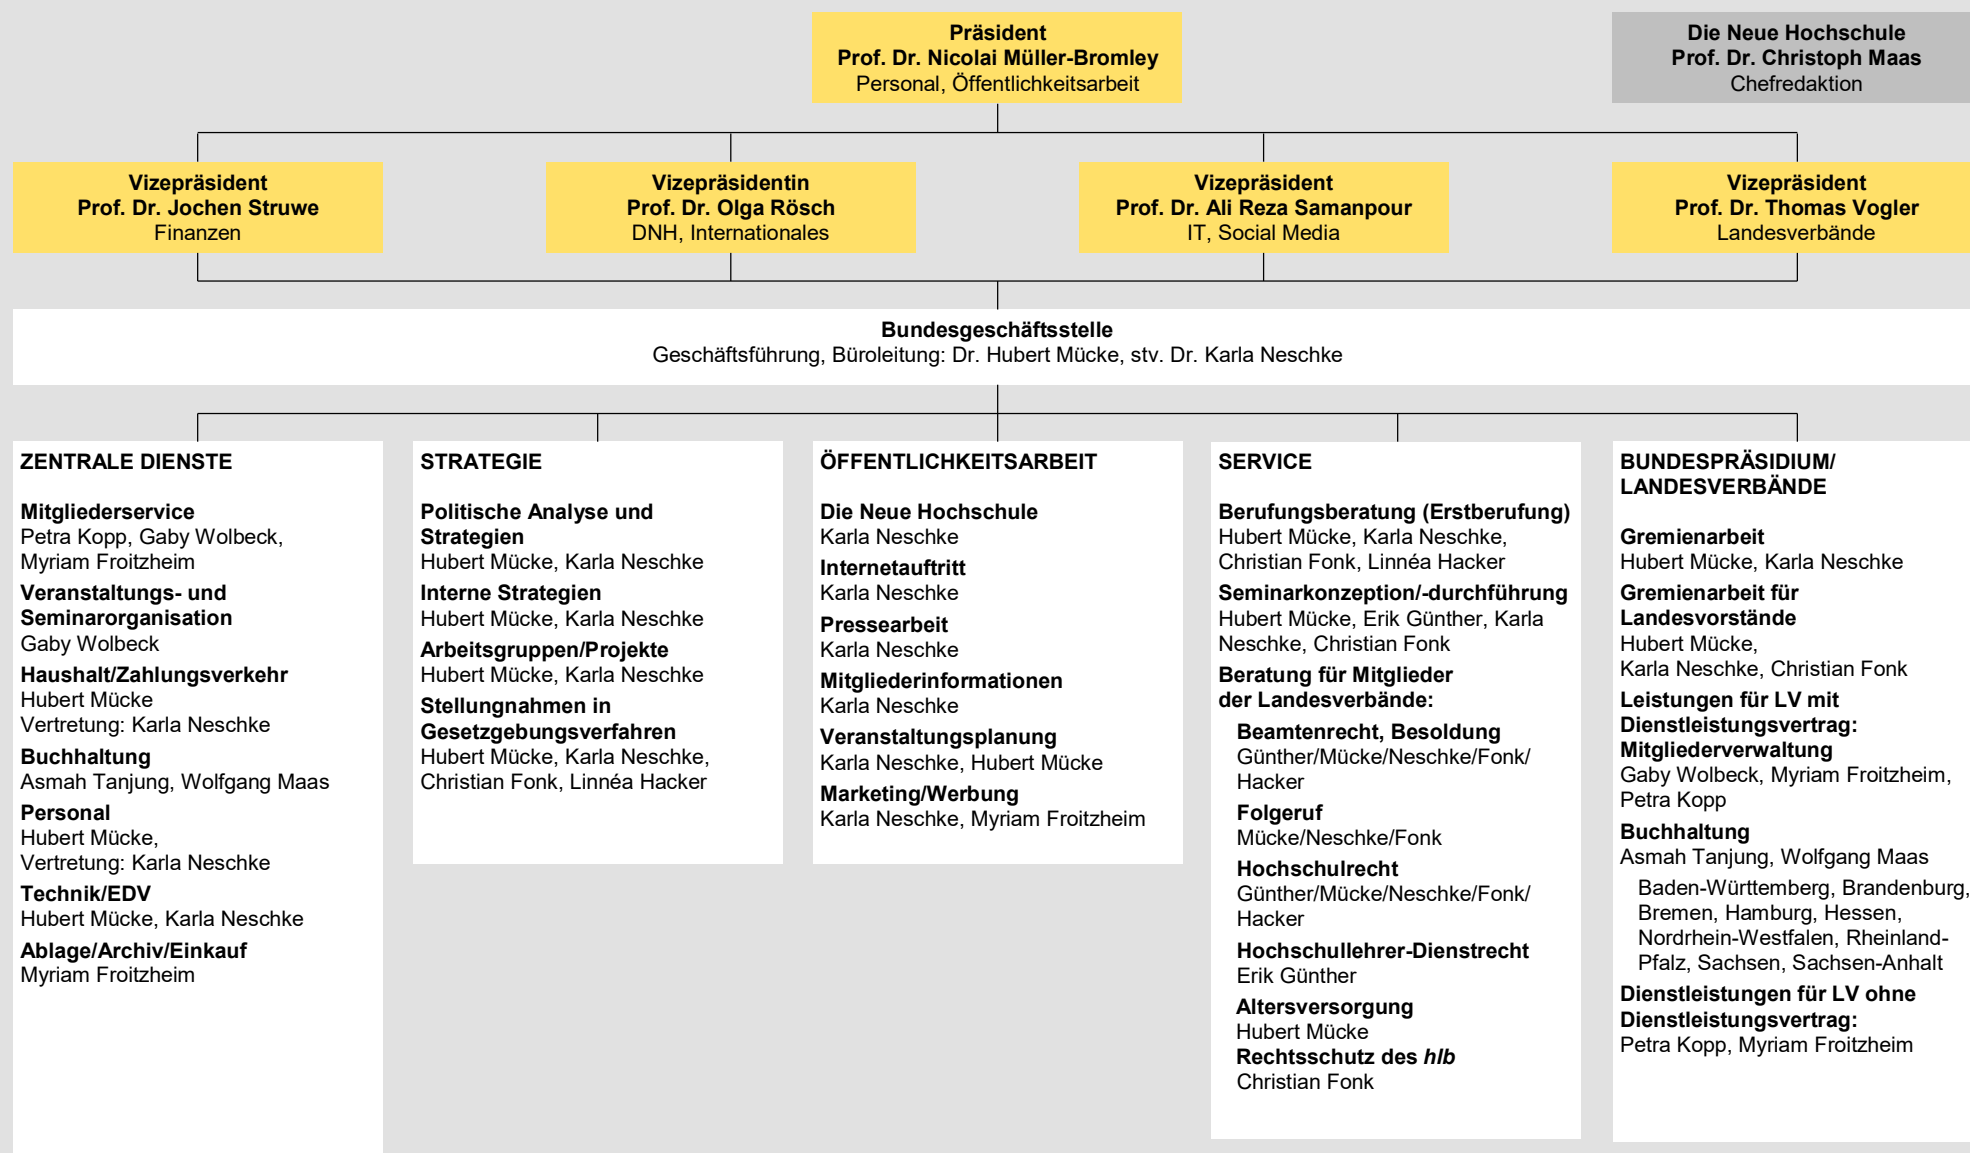 Präsident
Prof. Dr. Nicolai Müller-Bromley
Personal, Öffentlichkeitsarbeit
Die Neue Hochschule
Prof. Dr. Christoph Maas
Chefredaktion
Vizepräsident
Prof. Dr. Jochen Struwe
Finanzen
Vizepräsidentin
Prof. Dr. Olga Rösch
DNH, Internationales
Vizepräsident
Prof. Dr. Ali Reza Samanpour
IT, Social Media
Vizepräsident
Prof. Dr. Thomas Vogler
Landesverbände
Bundesgeschäftsstelle
Geschäftsführung, Büroleitung: Dr. Hubert Mücke, stv. Dr. Karla Neschke
ZENTRALE DIENSTE
Mitgliederservice
Petra Kopp, Gaby Wolbeck,
Myriam Froitzheim
Veranstaltungs- und
Seminarorganisation
Gaby Wolbeck
Haushalt/Zahlungsverkehr
Hubert Mücke
Vertretung: Karla Neschke
Buchhaltung
Asmah Tanjung, Wolfgang Maas
Personal
Hubert Mücke,
Vertretung: Karla Neschke
Technik/EDV
Hubert Mücke, Karla Neschke
Ablage/Archiv/Einkauf
Myriam Froitzheim
STRATEGIE
Politische Analyse und
Strategien
Hubert Mücke, Karla Neschke
Interne Strategien
Hubert Mücke, Karla Neschke
Arbeitsgruppen/Projekte
Hubert Mücke, Karla Neschke
Stellungnahmen in
Gesetzgebungsverfahren
Hubert Mücke, Karla Neschke,
Christian Fonk, Linnéa Hacker
ÖFFENTLICHKEITSARBEIT
Die Neue Hochschule
Karla Neschke
Internetauftritt
Karla Neschke
Pressearbeit
Karla Neschke
Mitgliederinformationen
Karla Neschke
Veranstaltungsplanung
Karla Neschke, Hubert Mücke
Marketing/Werbung
Karla Neschke, Myriam Froitzheim
SERVICE
Berufungsberatung (Erstberufung)
Hubert Mücke, Karla Neschke,
Christian Fonk, Linnéa Hacker
Seminarkonzeption/-durchführung
Hubert Mücke, Erik Günther, Karla
Neschke, Christian Fonk
Beratung für Mitglieder
der Landesverbände:
Beamtenrecht, Besoldung
Günther/Mücke/Neschke/Fonk/
Hacker
Folgeruf
Mücke/Neschke/Fonk
Hochschulrecht
Günther/Mücke/Neschke/Fonk/
Hacker
Hochschullehrer-Dienstrecht
Erik Günther
Altersversorgung
Hubert Mücke
Rechtsschutz des hlb
Christian Fonk
BUNDESPRÄSIDIUM/
LANDESVERBÄNDE
Gremienarbeit
Hubert Mücke, Karla Neschke
Gremienarbeit für
Landesvorstände
Hubert Mücke,
Karla Neschke, Christian Fonk
Leistungen für LV mit
Dienstleistungsvertrag:
Mitgliederverwaltung
Gaby Wolbeck, Myriam Froitzheim,
Petra Kopp
Buchhaltung
Asmah Tanjung, Wolfgang Maas
Baden-Württemberg, Brandenburg,
Bremen, Hamburg, Hessen,
Nordrhein-Westfalen, Rheinland-
Pfalz, Sachsen, Sachsen-Anhalt
Dienstleistungen für LV ohne
Dienstleistungsvertrag:
Petra Kopp, Myriam Froitzheim